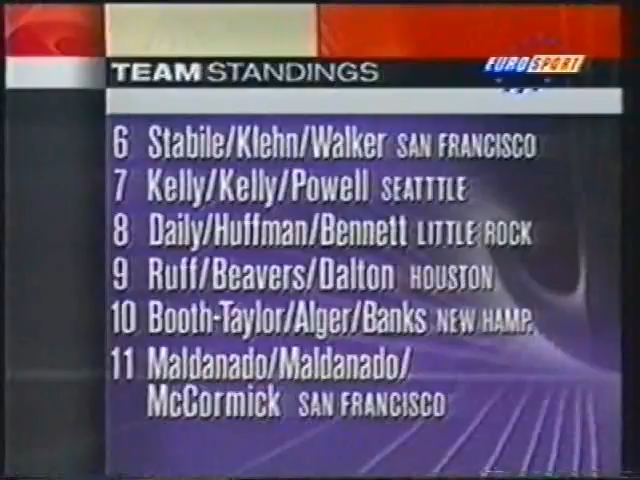 TEAM STANDINGS
EUROSPORT
6 Stabile/Klehn/Walker SAN FRANCISCO
7 Kelly/Kelly/Powell SEATTTLE
8 Daily/Huffman/Bennett LITTLE ROCK
9 Ruff/Beavers/Dalton HOUSTON
10 Booth-Taylor/Alger/Banks NEW HAMP.
11 Maldanado/Maldanado/
McCormick SAN FRANCISCO